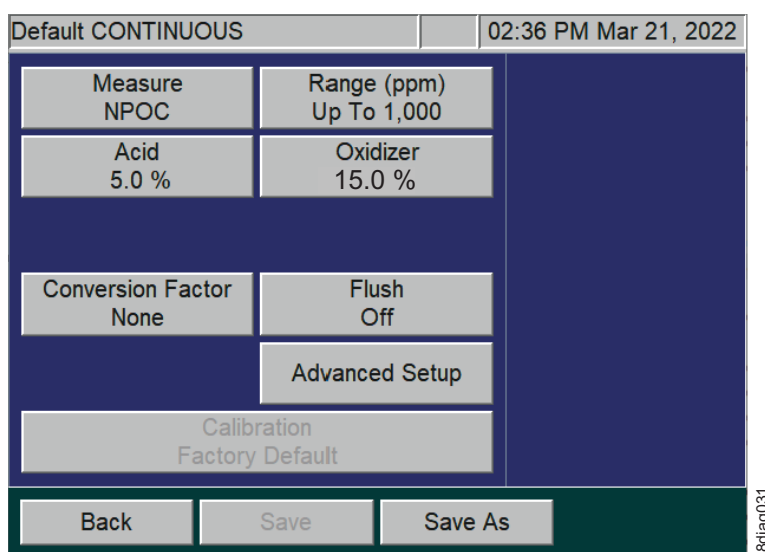 Default CONTINUOUS
02:36 PM Mar 21, 2022
Measure
NPOC
Range (ppm)
Up To 1,000
Acid
5.0 %
Oxidizer
15.0 %
Conversion Factor
None
Flush
Off
Advanced Setup
Calibration
Factory Default
Back
Save
Save As
8diag031